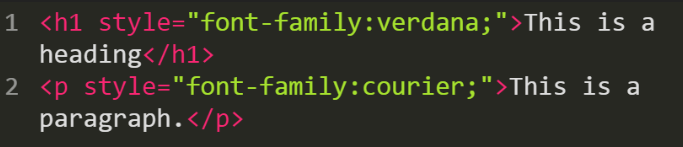 1 <h1 style="font-family:verdana;">This is a
heading</h1>
2 <p style="font-family:courier;">This is a
paragraph.</p>